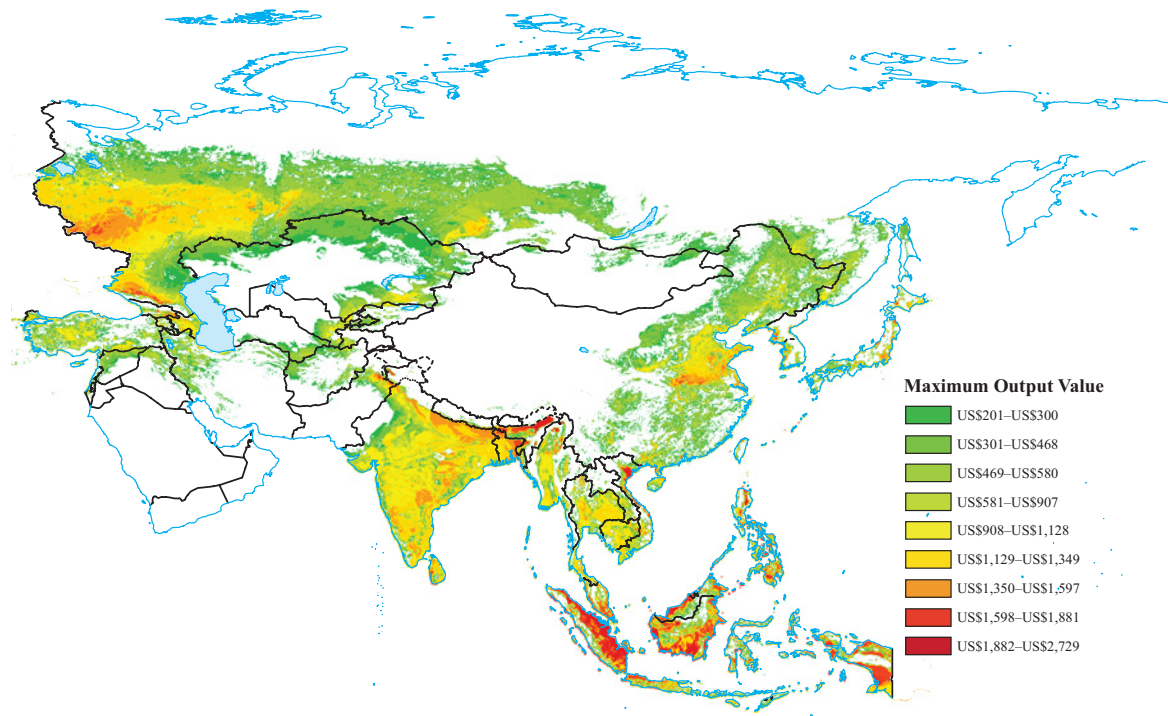 Maximum Output Value
US$201–US$300
US$301–US$468
US$469–US$580
US$581–US$907
US$908–US$1,128
US$1,129–US$1,349
US$1,350–US$1,597
US$1,598–US$1,881
US$1,882–US$2,729